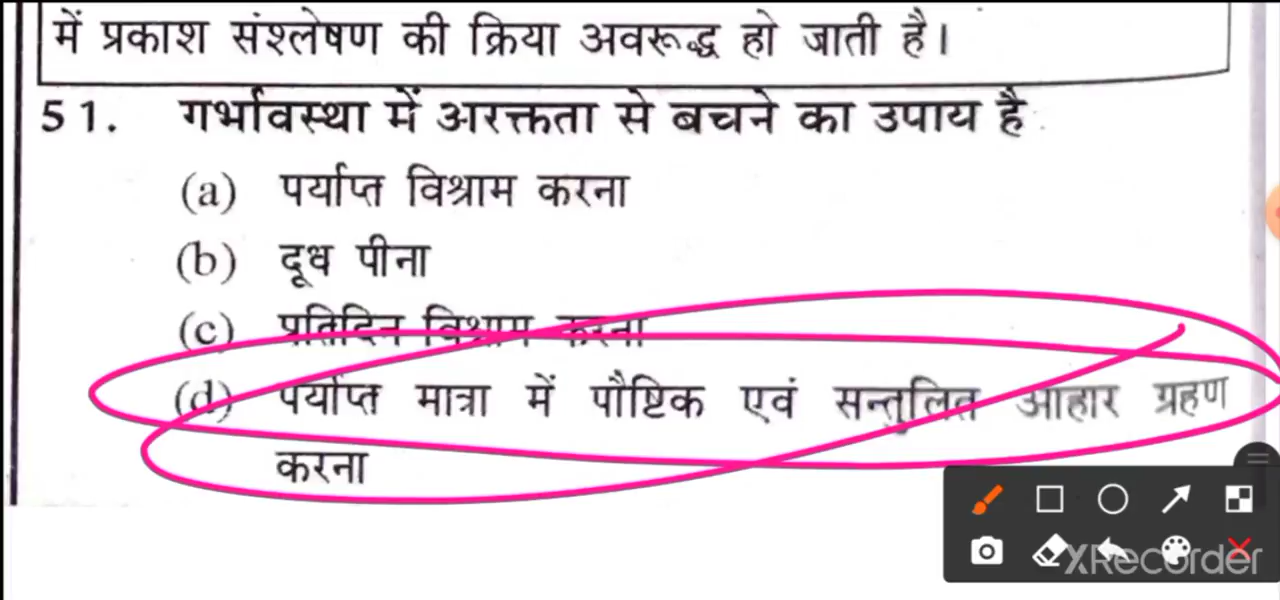 में प्रकाश संश्लेषण की क्रिया अवरूद्ध हो जाती है।
51. गर्भावस्था में अरक्तता से बचने का उपाय है
(a) पर्याप्त विश्राम करना
(b) दूध पीना
(c) प्रतिदिन विश्राम करना
(d) पर्याप्त मात्रा में पौष्टिक एवं सन्तुलित आहार ग्रहण
करना
XRecorder